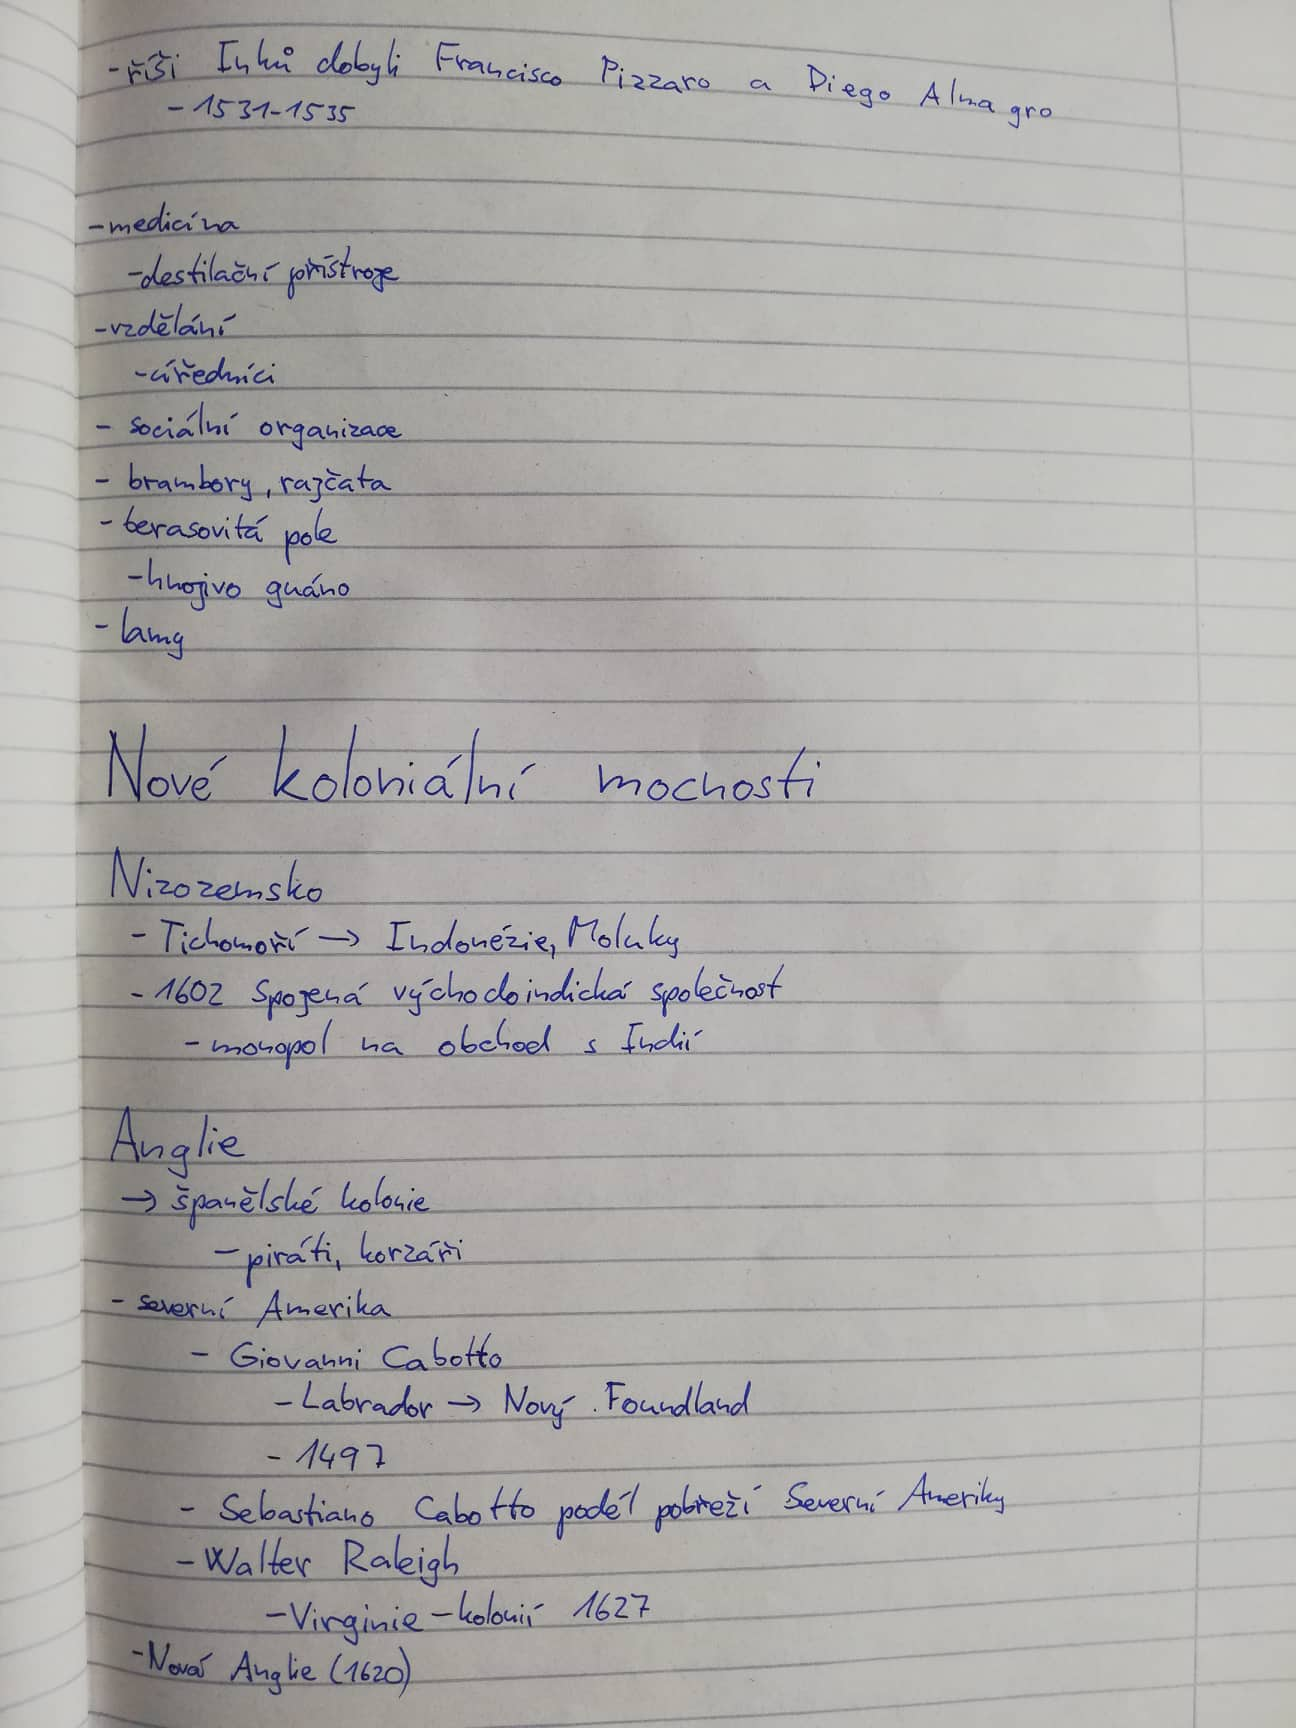 - říši Inků dobyli Francisco Pizzaro a Diego Almagro
- 1531-1535
- medicína
- destilační přístroje
- vzdělání
- úředníci
- sociální organizace
- brambory, rajčata
- terasovitá pole
- hnojivo guáno
- lamy
Nové koloniální mocnosti
Nizozemsko
- Tichomoří → Indonézie, Moluky
- 1602 Spojená východoindická společnost
- monopol na obchod s Indií
Anglie
→ španělské kolonie
- piráti, korzáři
- severní Amerika
- Giovanni Cabotto
- Labrador → Nový Foundland
- 1497
- Sebastiano Cabotto podél pobřeží Severní Ameriky
- Walter Raleigh
- Virginie - kolonií 1627
- Nová Anglie (1620)